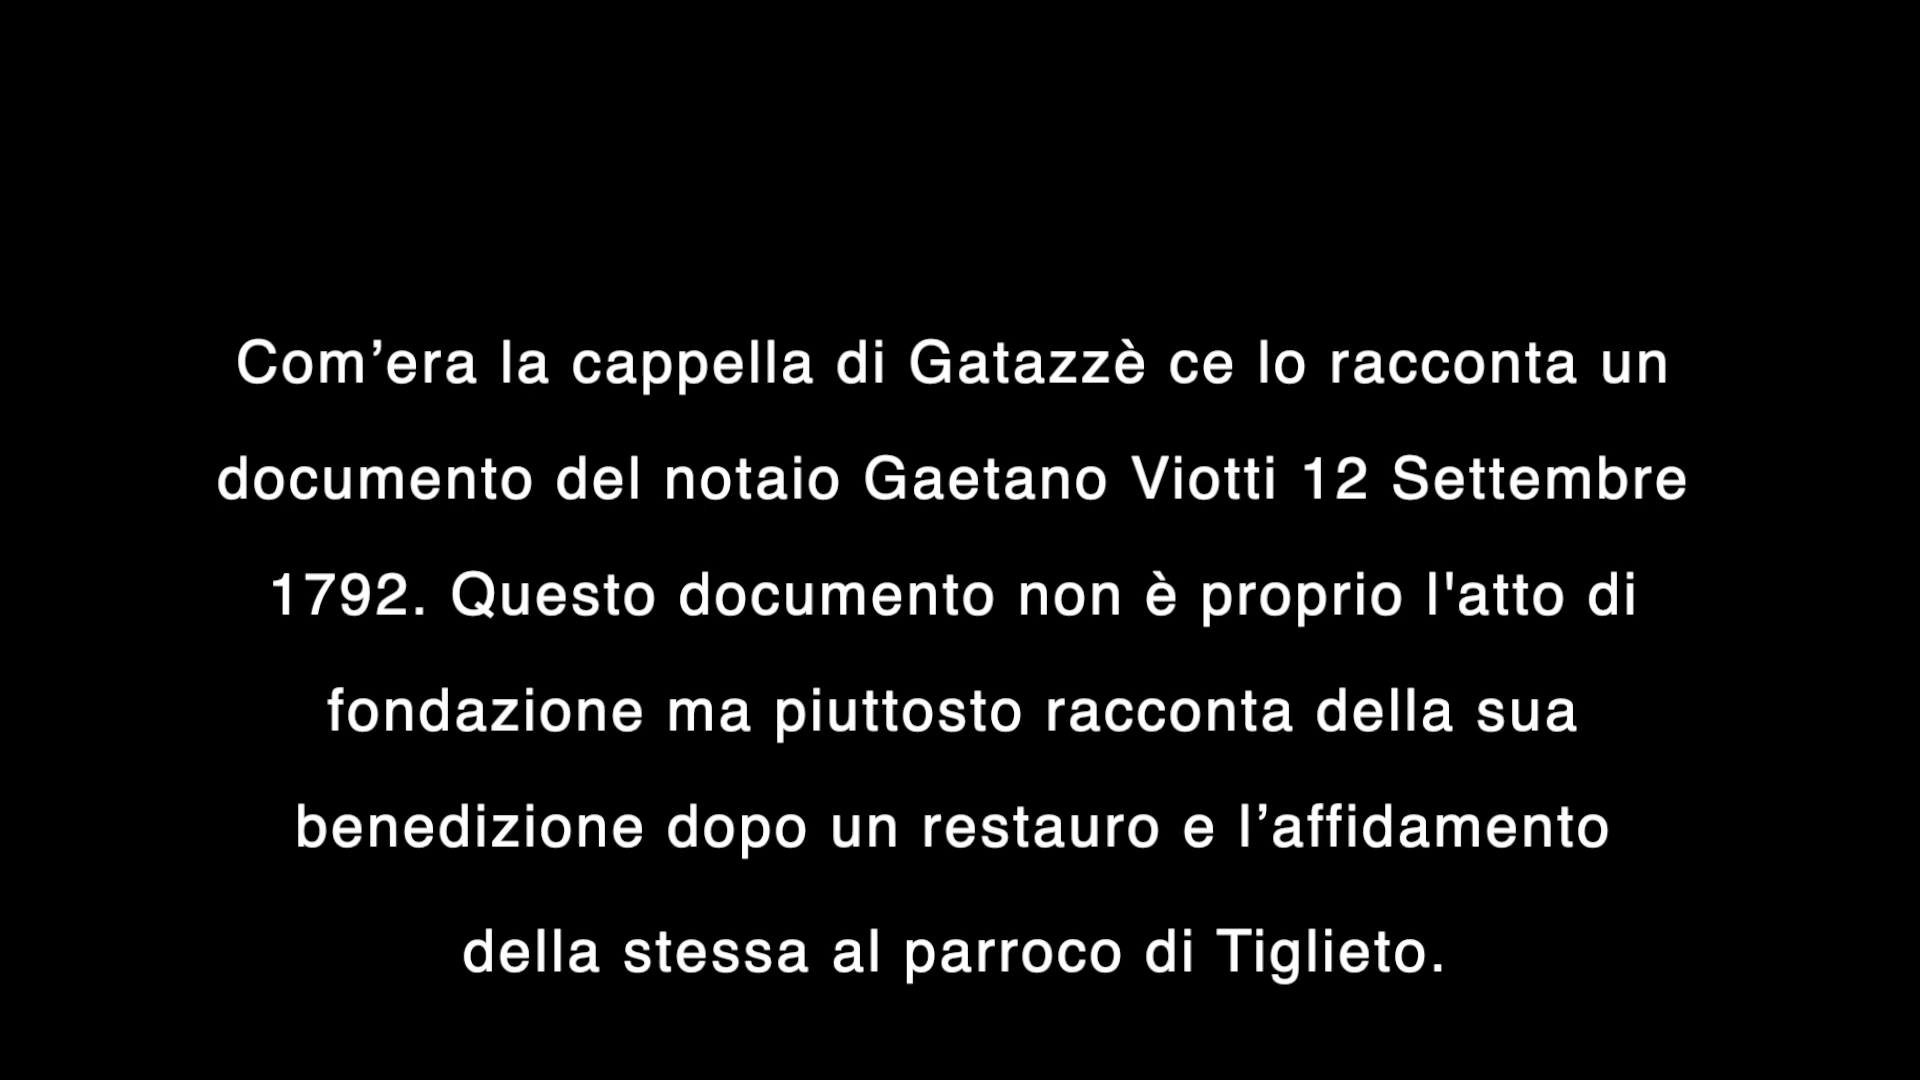 Com’era la cappella di Gatazzè ce lo racconta un
documento del notaio Gaetano Viotti 12 Settembre
1792. Questo documento non è proprio l'atto di
fondazione ma piuttosto racconta della sua
benedizione dopo un restauro e l’affidamento
della stessa al parroco di Tiglieto.